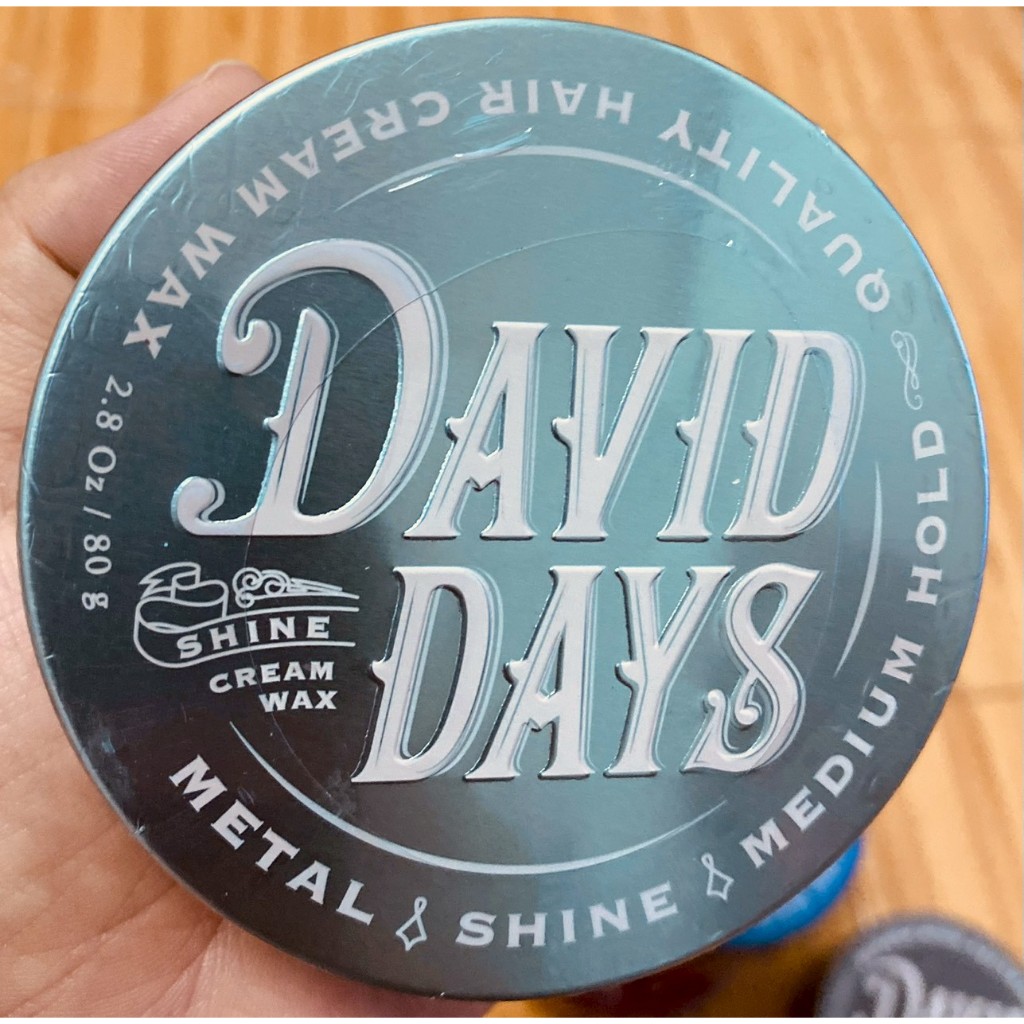 DAVID
DAYS
SHINE
CREAM
WAX
QUALITY HAIR CREAM WAX
2.8 Oz / 80 g
METAL SHINE MEDIUM HOLD